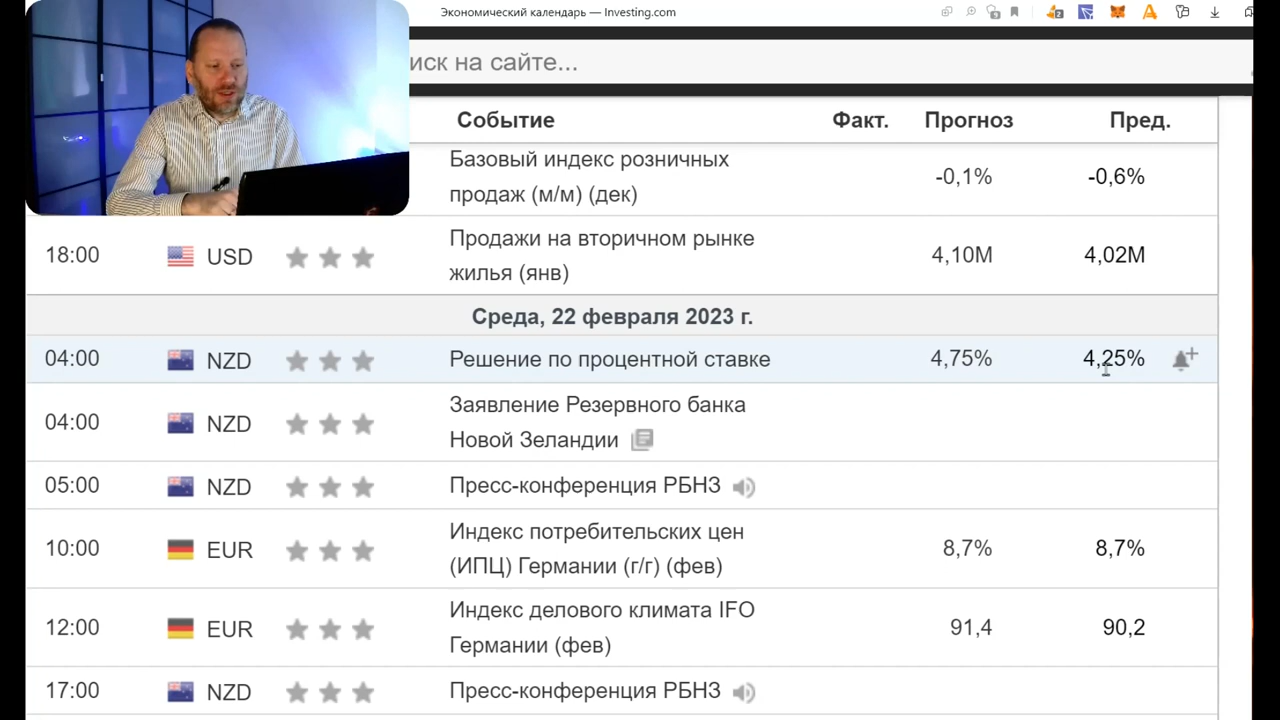 Экономический календарь — Investing.com
2
иск на сайте...
Событие Факт. Прогноз Пред.
Базовый индекс розничных
продаж (м/м) (дек)
-0,1% -0,6%
18:00 USD Продажи на вторичном рынке
жилья (янв)
4,10M 4,02M
Среда, 22 февраля 2023 г.
04:00 NZD Решение по процентной ставке 4,75% 4,25%
04:00 NZD Заявление Резервного банка
Новой Зеландии
05:00 NZD Пресс-конференция РБНЗ
10:00 EUR Индекс потребительских цен
(ИПЦ) Германии (г/г) (фев)
8,7% 8,7%
12:00 EUR Индекс делового климата IFO
Германии (фев)
91,4 90,2
17:00 NZD Пресс-конференция РБНЗ